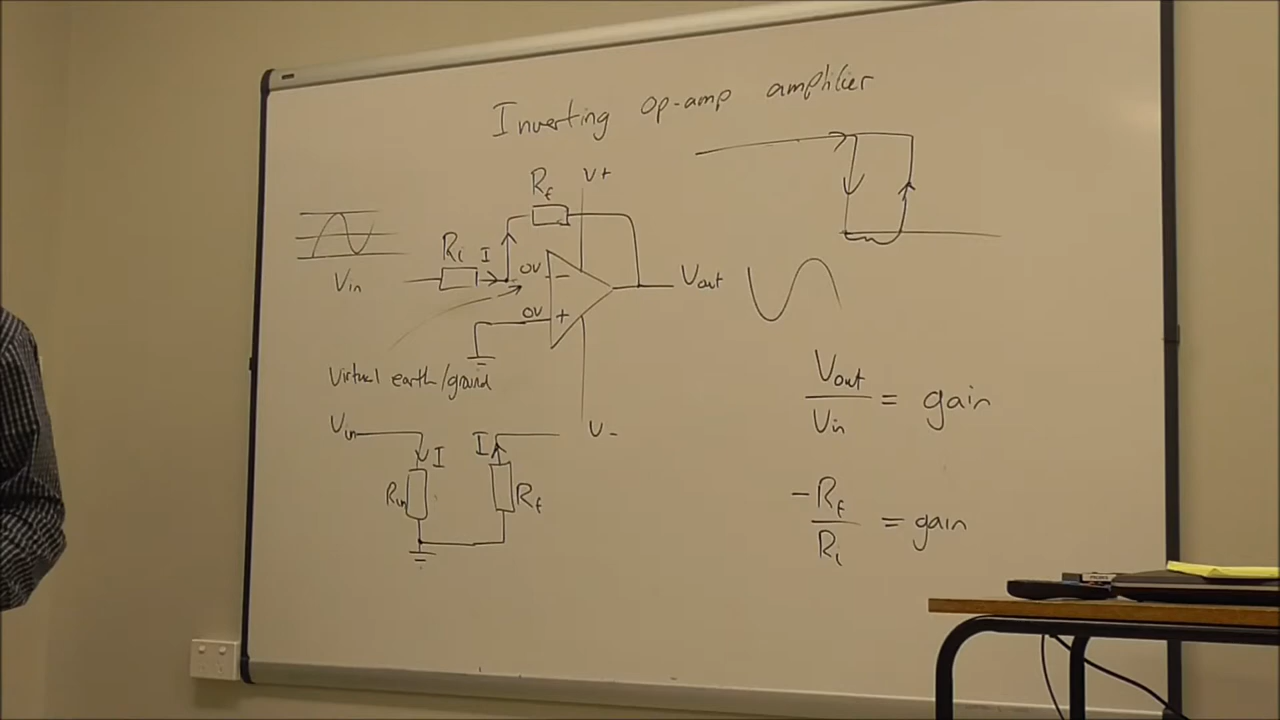 Inverting op-amp amplifier
Rf V+
Ri I 0V −
Vin Vout
0V +
Virtual earth/ground
Vout
Vin = gain
Vin I I V-
Rin Rf
-Rf
Ri = gain